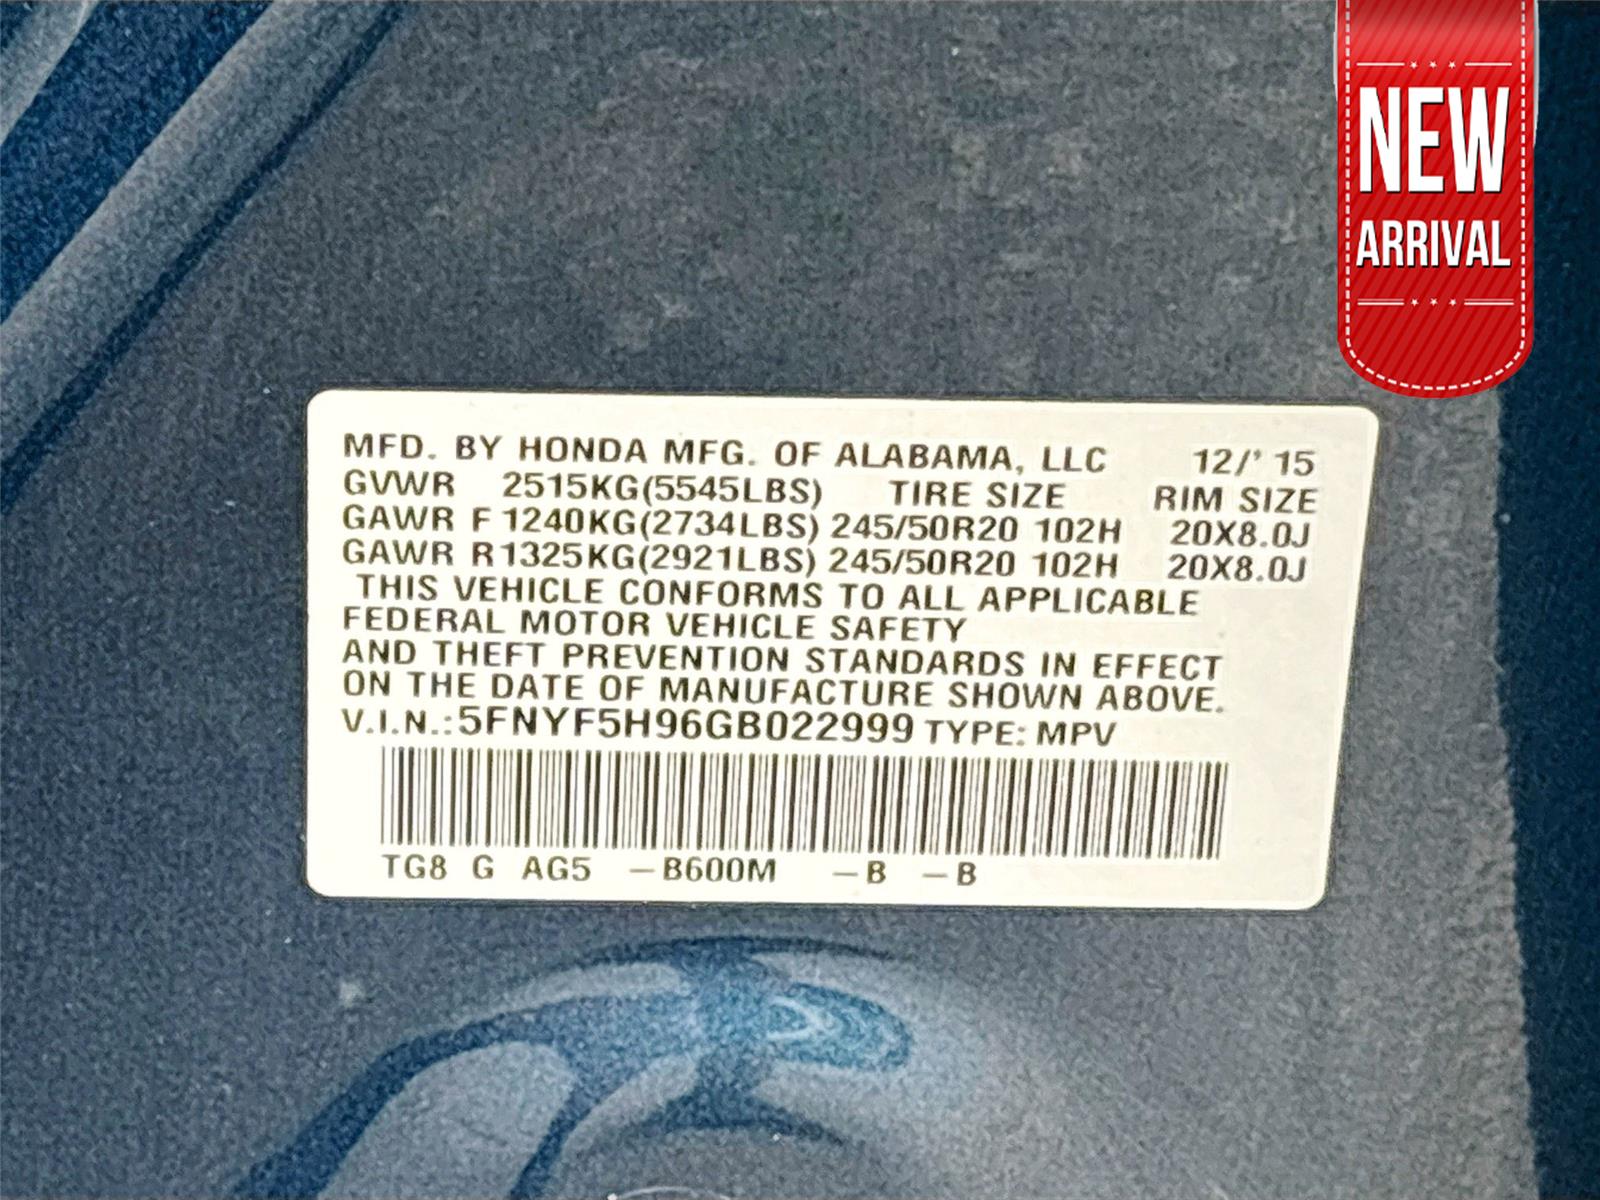 NEW
ARRIVAL
MFD. BY HONDA MFG. OF ALABAMA, LLC 12/' 15
GVWR 2515KG(5545LBS) TIRE SIZE RIM SIZE
GAWR F 1240KG(2734LBS) 245/50R20 102H 20X8.0J
GAWR R 1325KG(2921LBS) 245/50R20 102H 20X8.0J
THIS VEHICLE CONFORMS TO ALL APPLICABLE
FEDERAL MOTOR VEHICLE SAFETY
AND THEFT PREVENTION STANDARDS IN EFFECT
ON THE DATE OF MANUFACTURE SHOWN ABOVE.
V.I.N.: 5FNYF5H96GB022999 TYPE: MPV
TG8 G AG5 –B600M –B –B